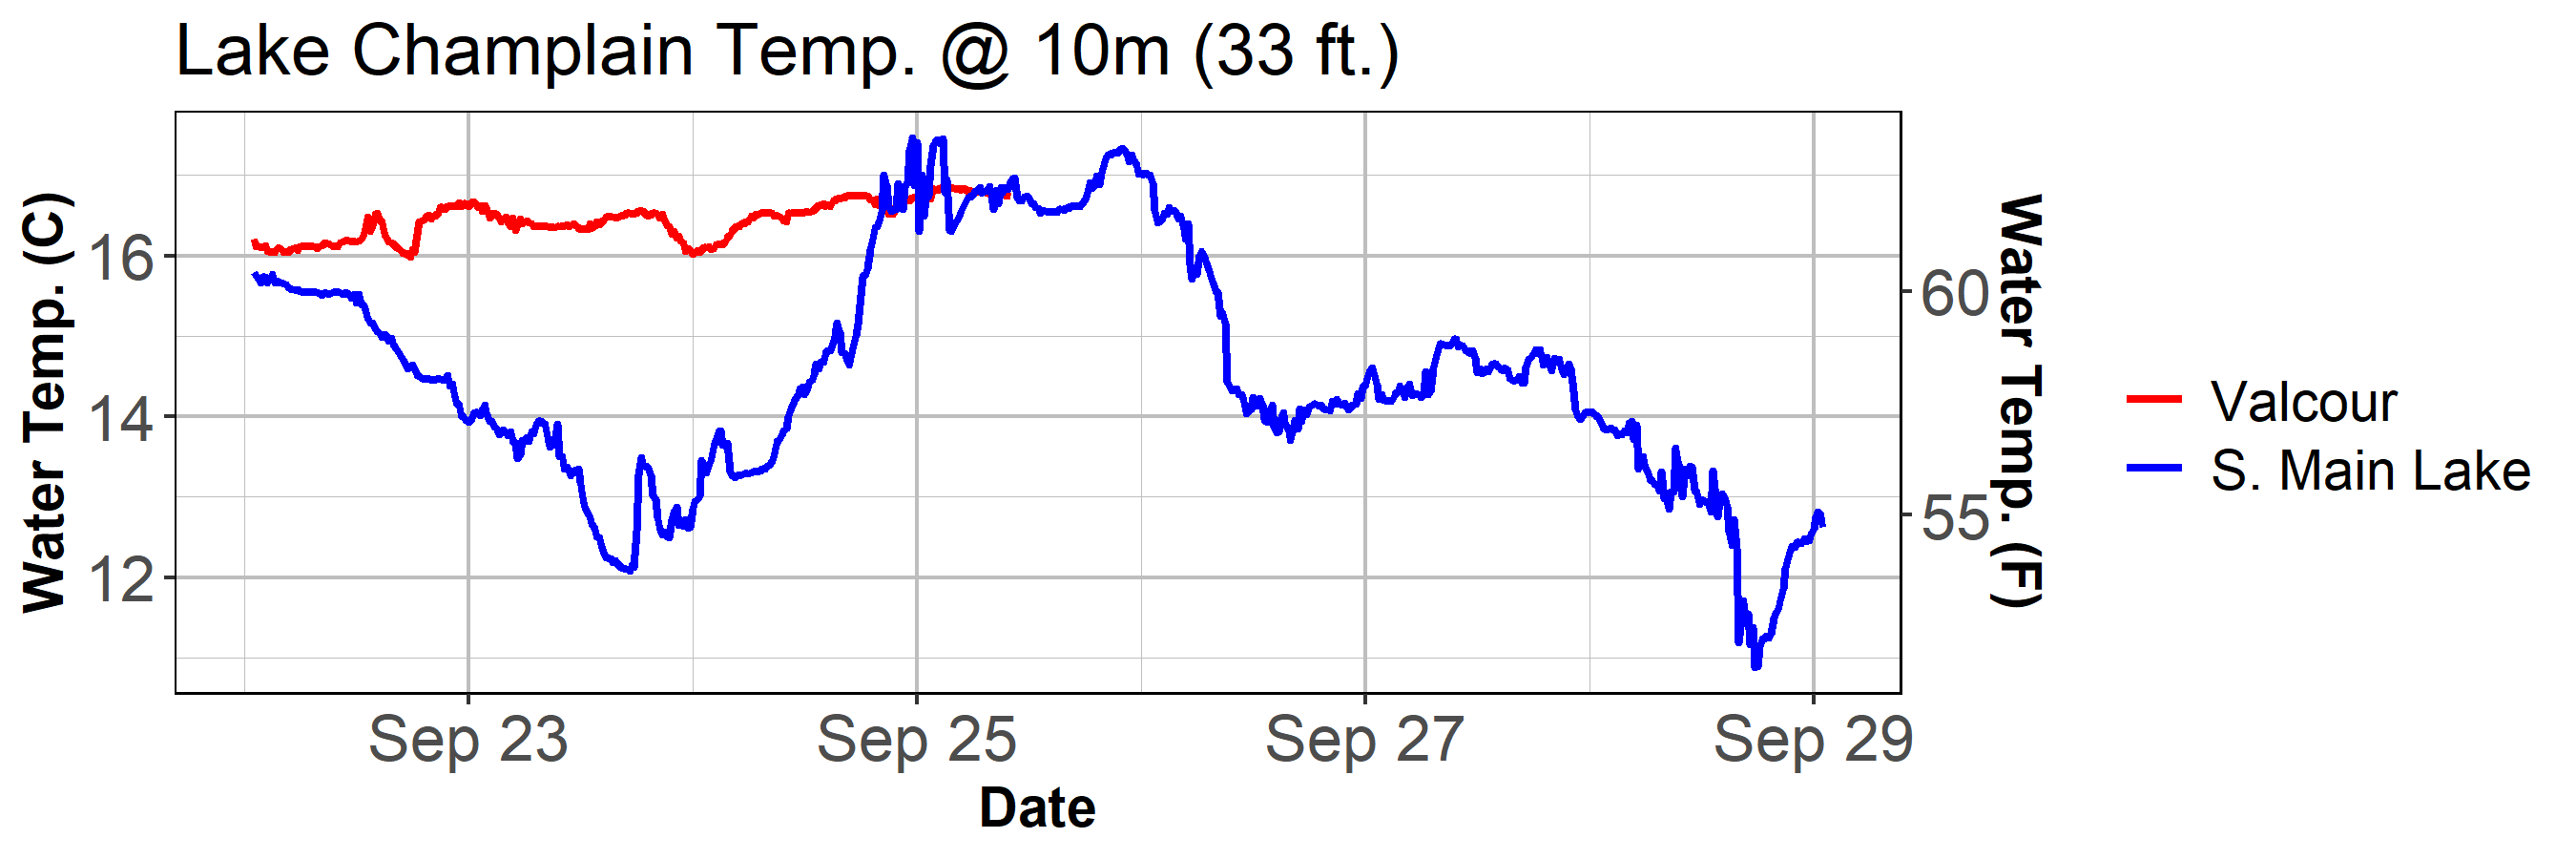 Lake Champlain Temp. @ 10m (33 ft.)
Water Temp. (C)
16
14
12
60
55
Water Temp. (F)
Sep 23
Sep 25
Sep 27
Sep 29
Date
Valcour
S. Main Lake